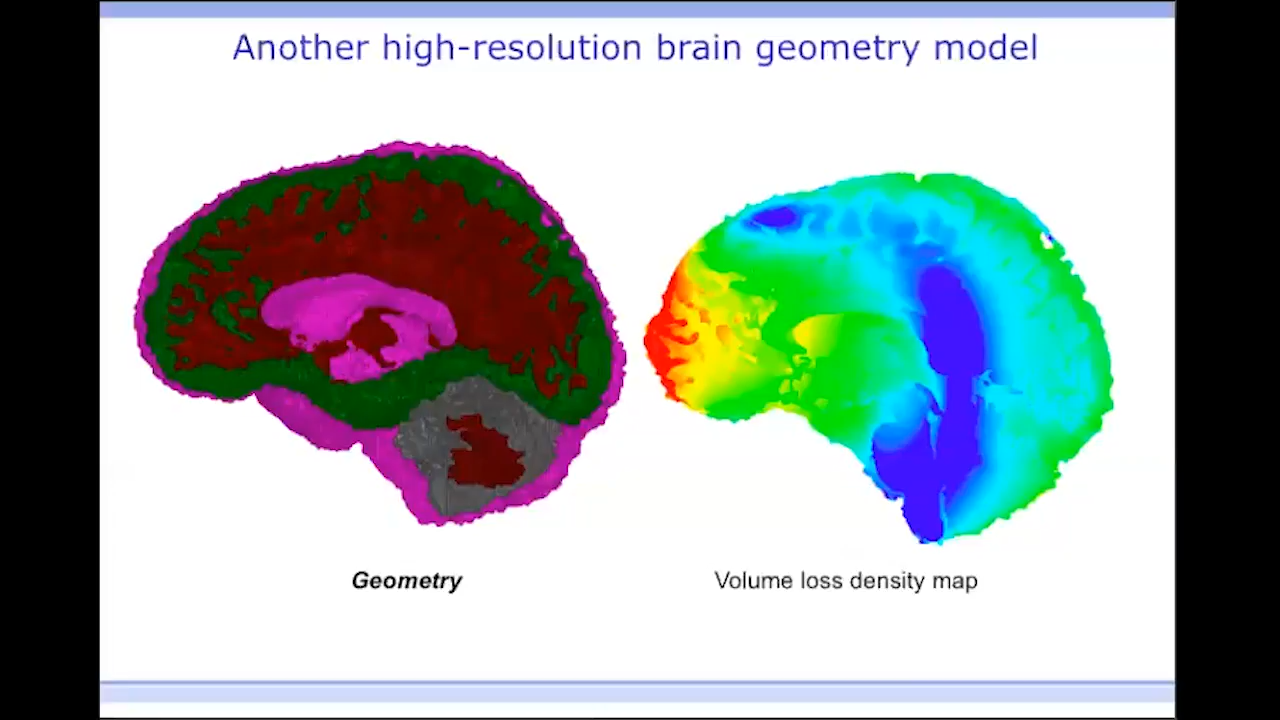 Another high-resolution brain geometry model
Geometry
Volume loss density map